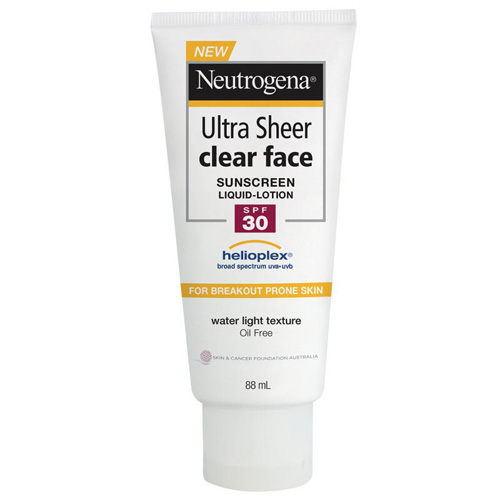 NEW
Neutrogena®
Ultra Sheer
clear face
SUNSCREEN
LIQUID-LOTION
SPF
30
helioplex®
broad spectrum uva-uvb
FOR BREAKOUT PRONE SKIN
water light texture
Oil Free
SKIN & CANCER FOUNDATION AUSTRALIA
88 mL